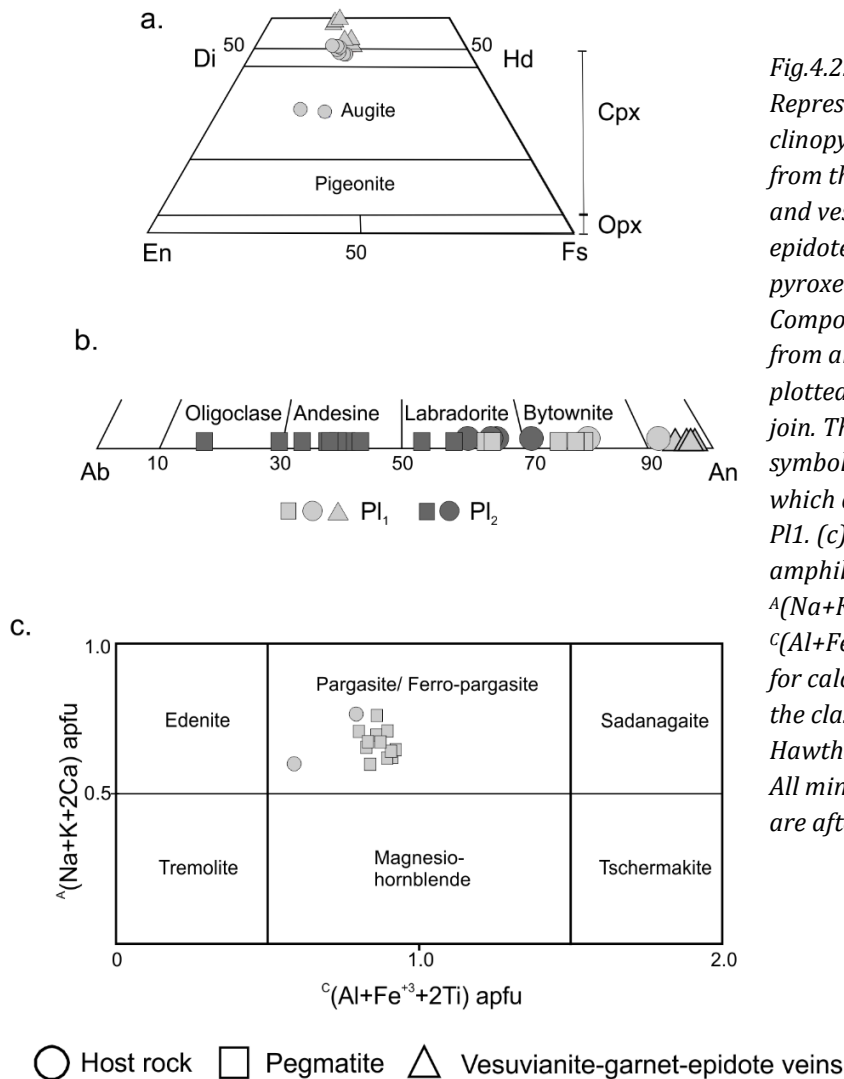 a.
50
50
Di
Hd
Augite
Cpx
Pigeonite
Opx
En
50
Fs
b.
Oligoclase
Andesine
Labradorite
Bytownite
Ab
10
30
50
70
90
An
Pl₁
Pl₂
c.
1.0
Edenite
Pargasite/ Ferro-pargasite
Sadanagaite
0.5
Tremolite
Magnesio-
hornblende
Tschermakite
ᴬ(Na+K+2Ca) apfu
0
1.0
2.0
ᶜ(Al+Fe⁺³+2Ti) apfu
Host rock
Pegmatite
Vesuvianite-garnet-epidote veins
Fig.4.2
Repres
clinopy
from th
and ves
epidote
pyroxe
Compo
from a
plotted
join. Th
symbol
which
Pl1. (c)
amphib
ᴬ(Na+K
ᶜ(Al+Fe
for calc
the clas
Hawth
All min
are aft